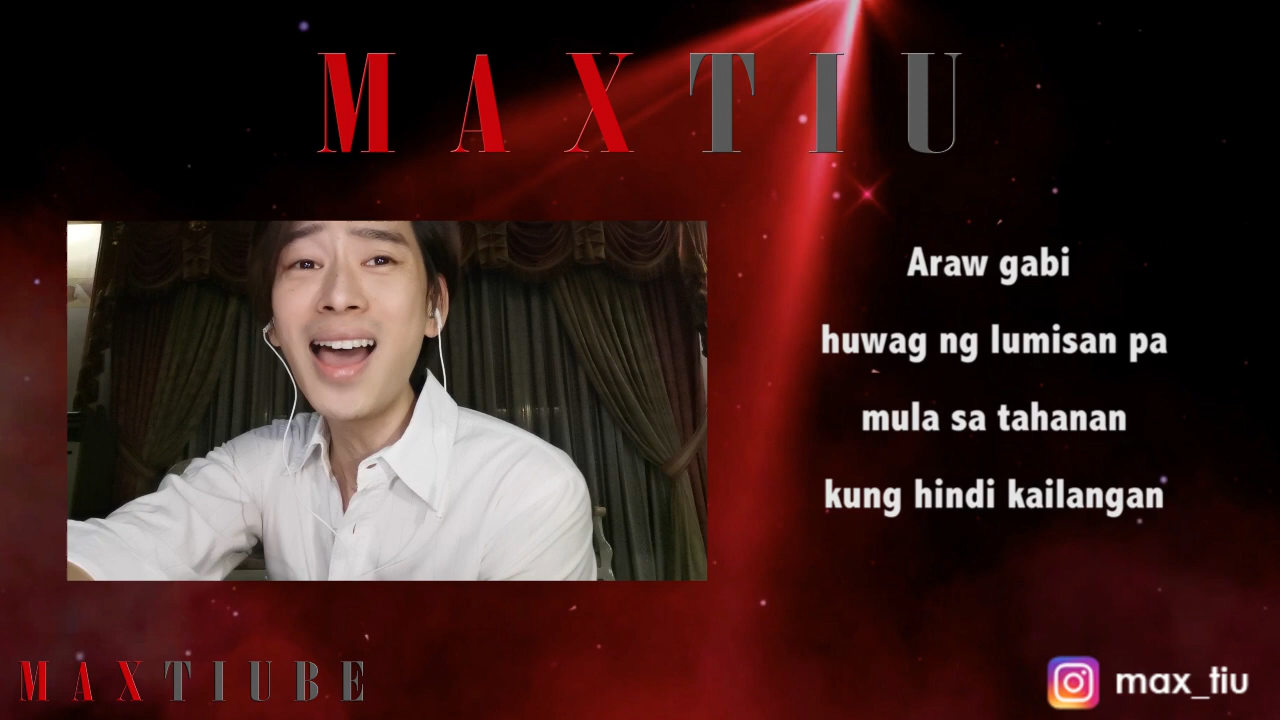 MAXTIU
Araw gabi
huwag ng lumisan pa
mula sa tahanan
kung hindi kailangan
MAXTIUBE
max_tiu